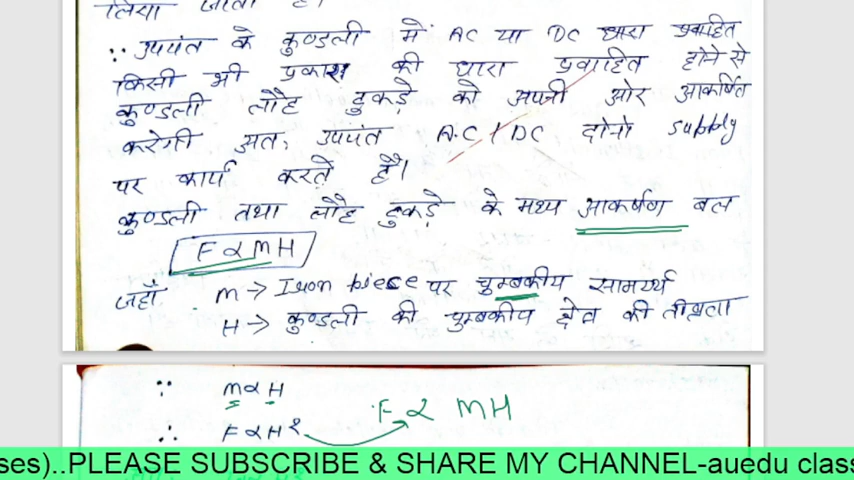 लिया जाता है।
∵ उपयंत के कुण्डली में AC या DC धारा प्रवाहित
किसी भी प्रकार की धारा प्रवाहित होने से
कुण्डली लौह टुकड़े को अपनी ओर आकर्षित
करेगी अतः उपयंत A.C / DC दोनो supply
पर कार्य करते है।
कुण्डली तथा लौह टुकड़े के मध्य आकर्षण बल
F ∝ MH
जहाँ m → Iron piece पर चुम्बकीय सामर्थ्य
H → कुण्डली की चुम्बकीय क्षेत्र की तीव्रता
∵ m ∝ H
∴ F ∝ H² F ∝ MH
ses)..PLEASE SUBSCRIBE & SHARE MY CHANNEL-auedu class